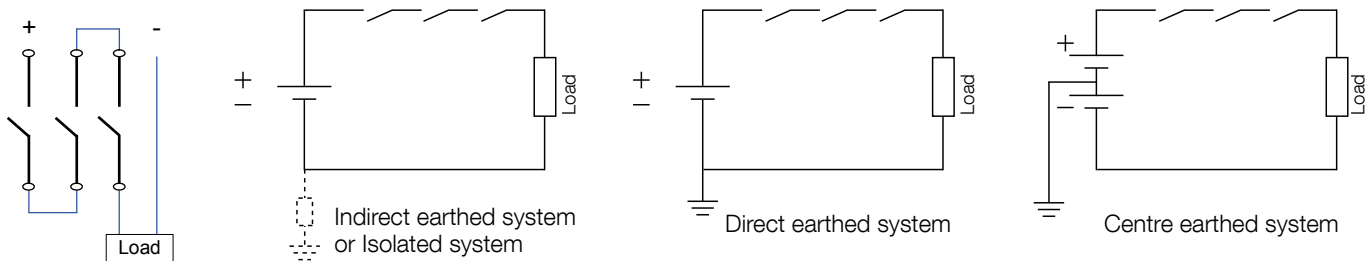 + -
Load
+
−
Load
Indirect earthed system
or Isolated system
+
−
Load
Direct earthed system
+
−
Load
Centre earthed system